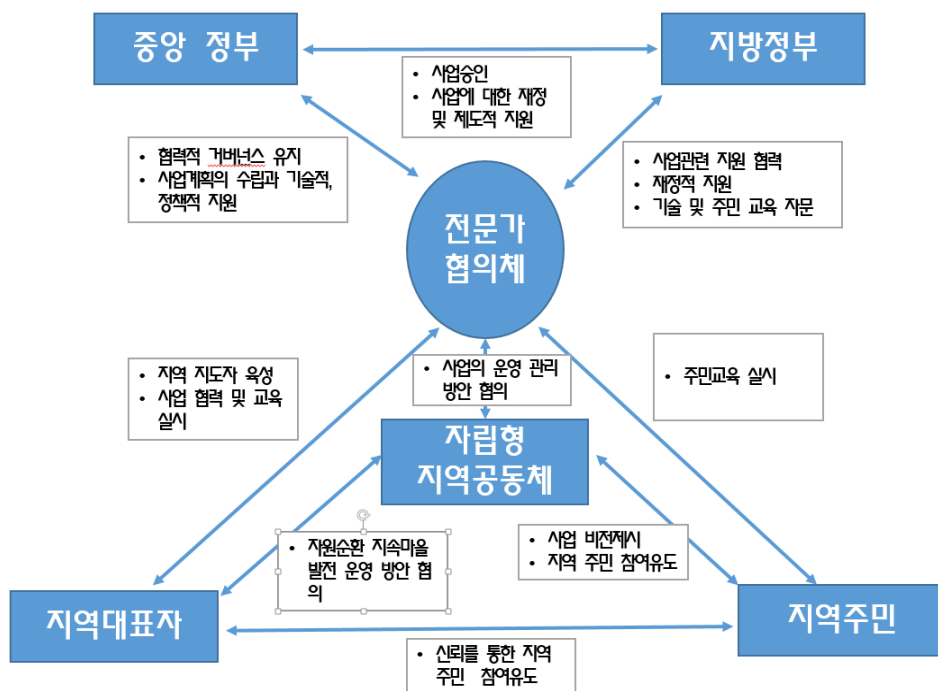 중앙 정부
지방정부
• 사업승인
• 사업에 대한 재정
및 제도적 지원
• 협력적 거버넌스 유지
• 사업계획의 수립과 기술적,
정책적 지원
• 사업관련 지원 협력
• 재정적 지원
• 기술 및 주민 교육 자문
전문가
협의체
• 지역 지도자 육성
• 사업 협력 및 교육
실시
• 사업의 운영 관리
방안 협의
• 주민교육 실시
자립형
지역공동체
• 자원순환 지속마을
발전 운영 방안 협
의
• 사업 비전제시
• 지역 주민 참여유도
지역대표자
지역주민
• 신뢰를 통한 지역
주민 참여유도